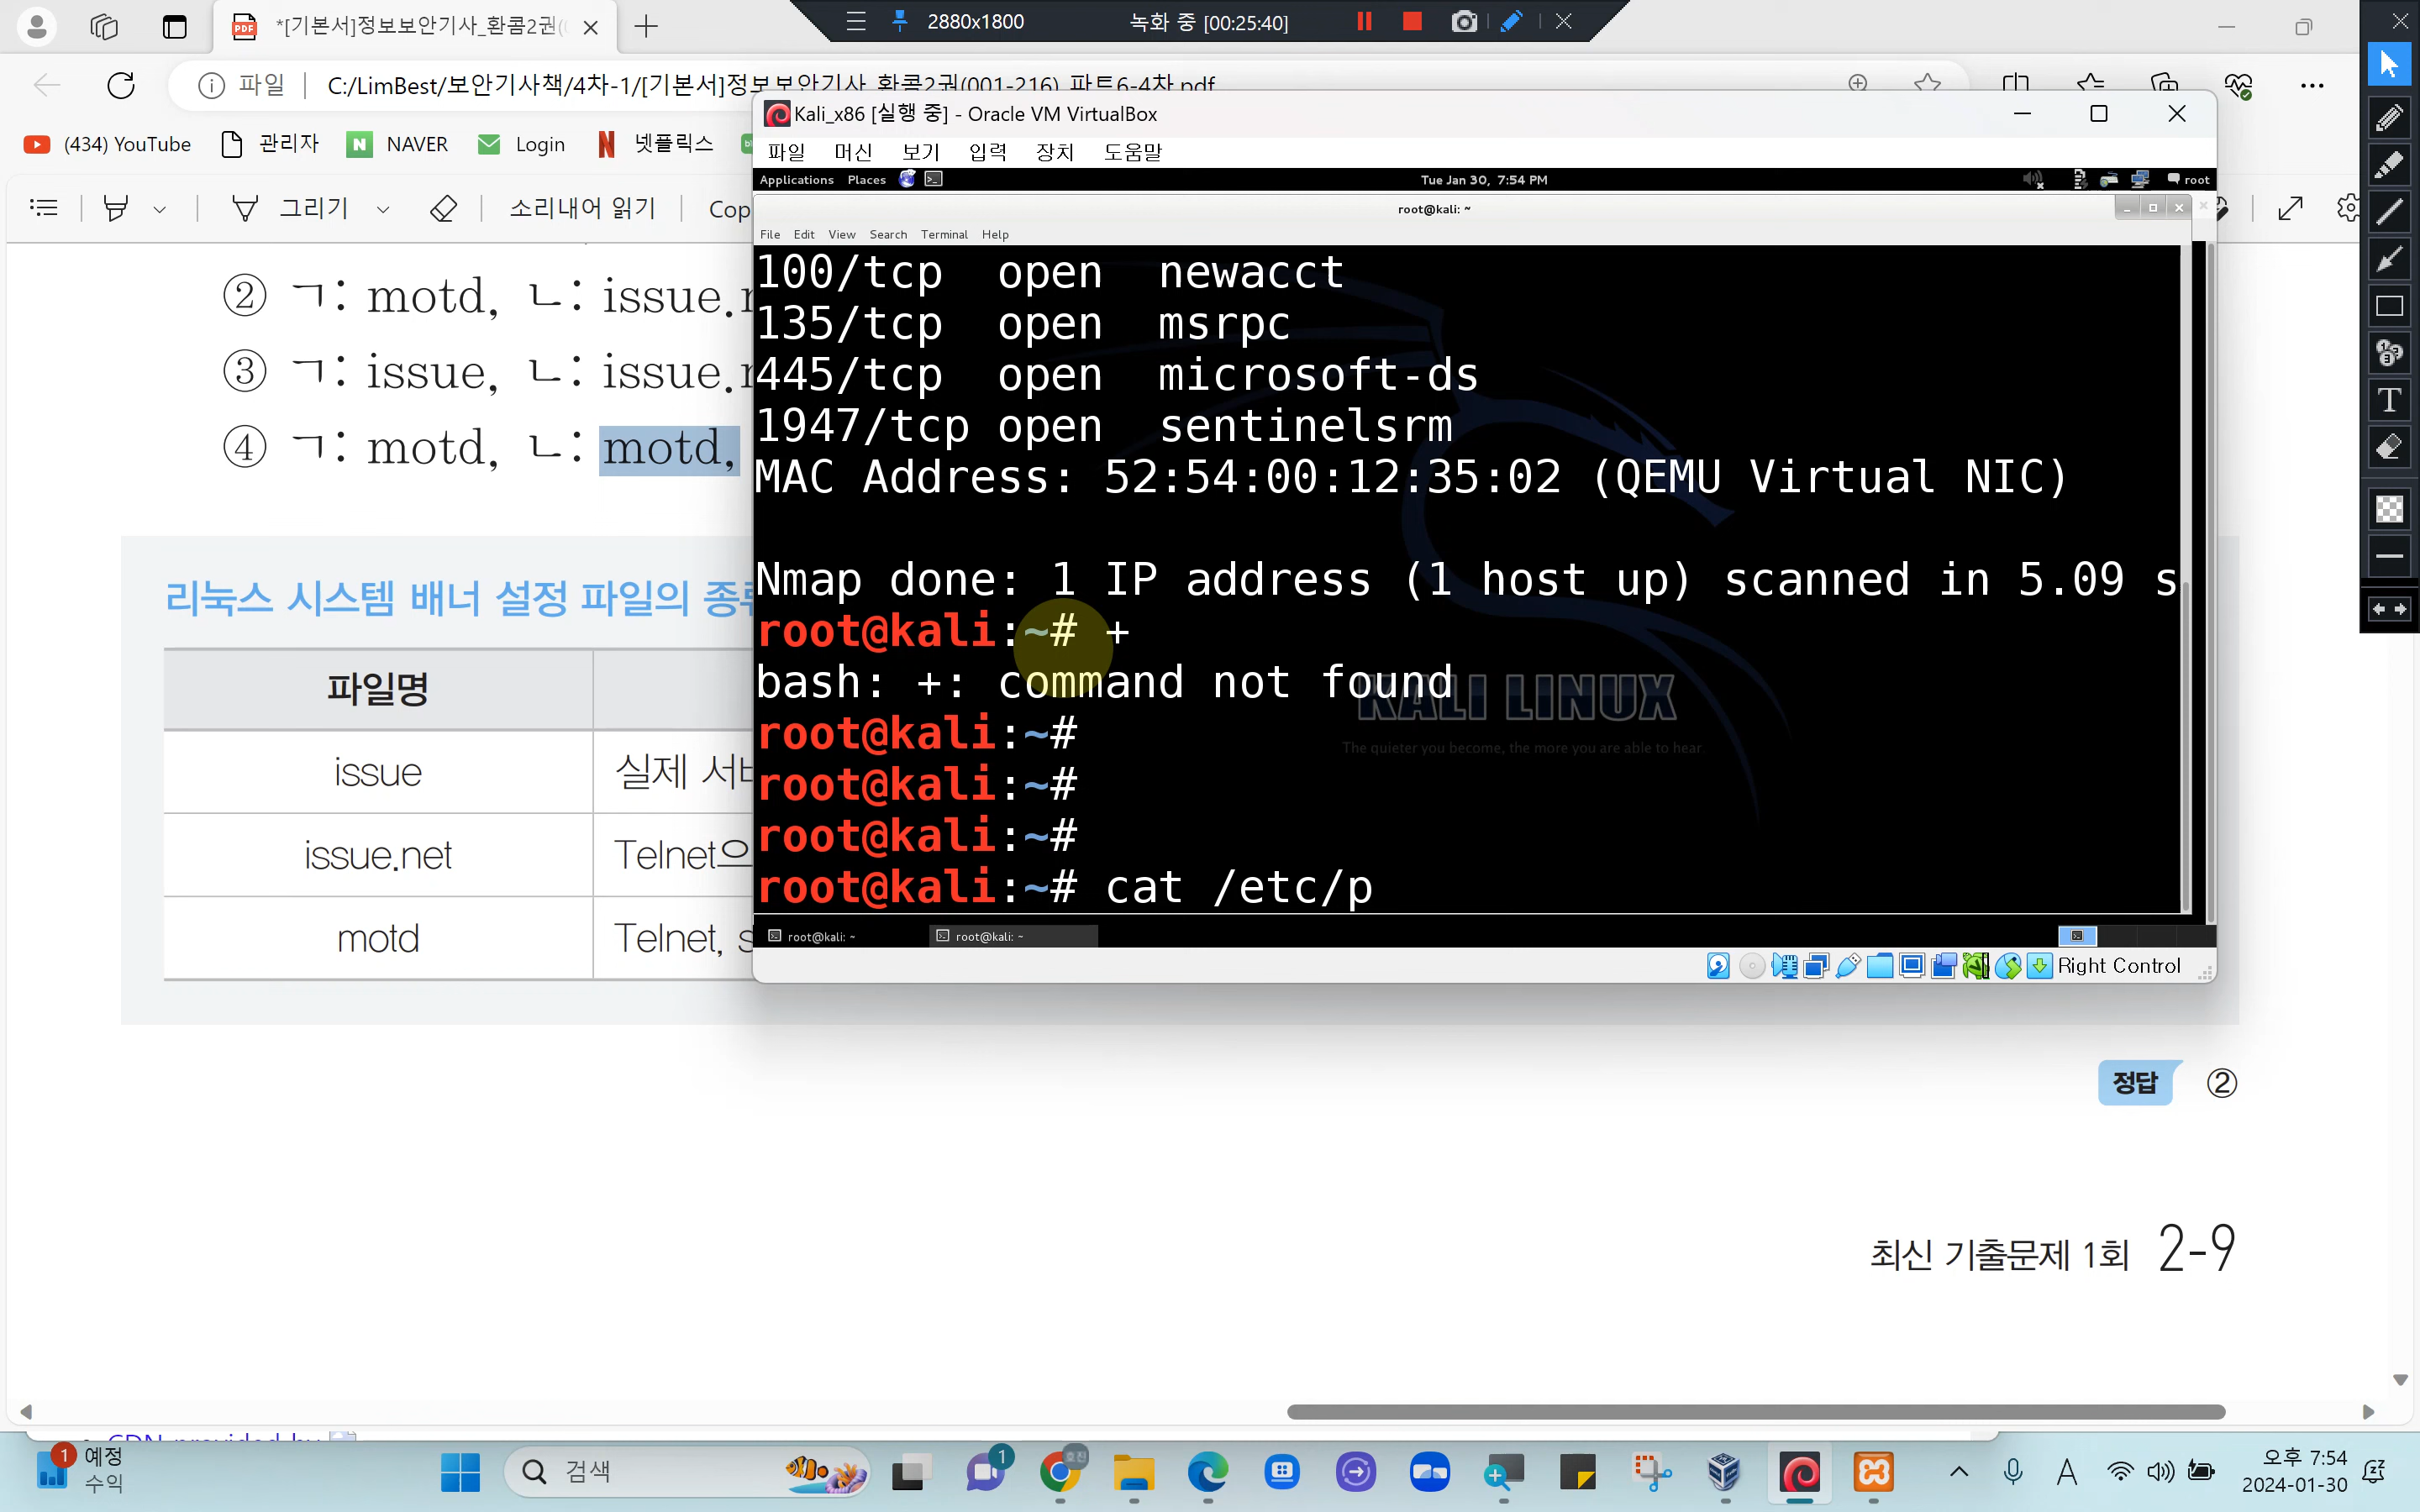 *[기본서]정보보안기사_환콤2권(
2880x1800
녹화 중 [00:25:40]
파일
C:/LimBest/보안기사책/4차-1/[기본서]정보보안기사_환콤2권(001-216)_파트6-4차.pdf
(434) YouTube
관리자
NAVER
Login
넷플릭스
그리기
소리내어 읽기
Cop
② ㄱ: motd, ㄴ: issue.
③ ㄱ: issue, ㄴ: issue.
④ ㄱ: motd, ㄴ: motd,
리눅스 시스템 배너 설정 파일의 종
파일명
issue
실제 서
issue.net
Telnet으
motd
Telnet, s
Kali_x86 [실행 중] - Oracle VM VirtualBox
파일 머신 보기 입력 장치 도움말
Applications Places
Tue Jan 30, 7:54 PM
root
root@kali: ~
File Edit View Search Terminal Help
100/tcp open newacct
135/tcp open msrpc
445/tcp open microsoft-ds
1947/tcp open sentinelsrm
MAC Address: 52:54:00:12:35:02 (QEMU Virtual NIC)
Nmap done: 1 IP address (1 host up) scanned in 5.09 s
root@kali:~# +
bash: +: command not found
root@kali:~#
root@kali:~#
root@kali:~#
root@kali:~# cat /etc/p
KALI LINUX
The quieter you become, the more you are able to hear.
root@kali: ~
root@kali: ~
Right Control
정답 ②
최신 기출문제 1회 2-9
CDN provided by
1
예정
수익
검색
1
호진
A
오후 7:54
2024-01-30